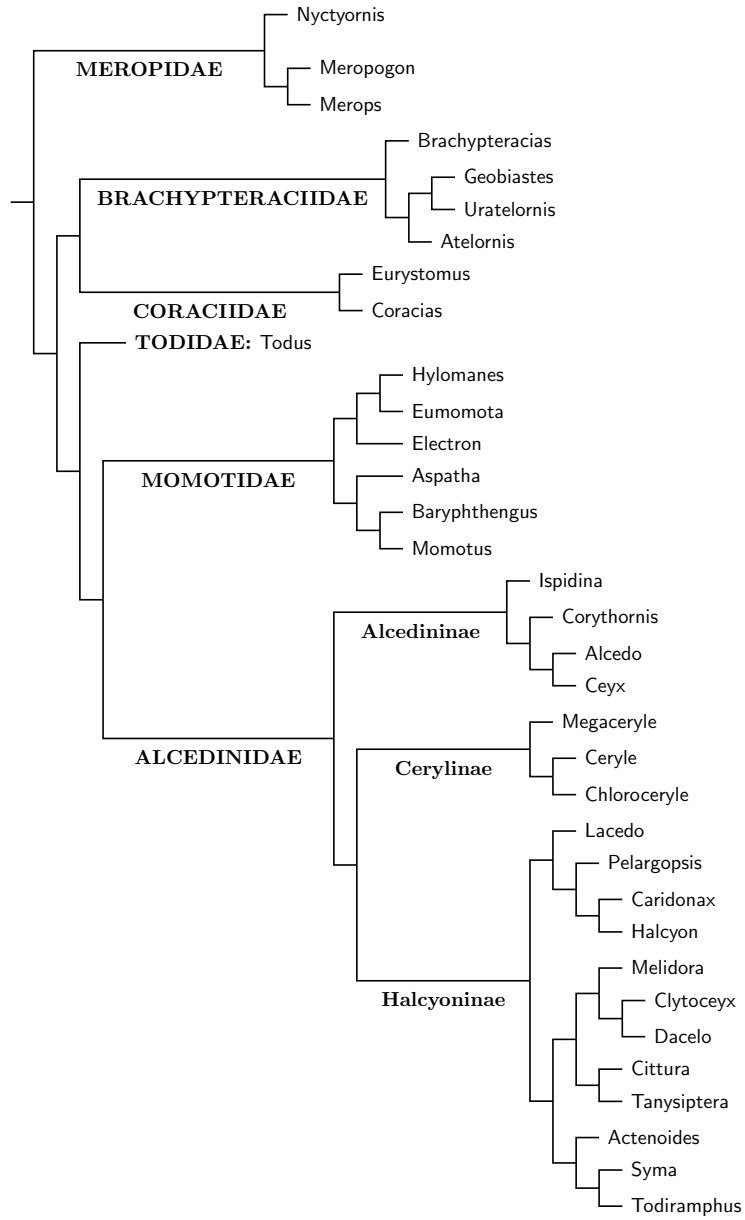 Nyctyornis
MEROPIDAE
Meropogon
Merops
Brachypteracias
Geobiastes
BRACHYPTERACIIDAE
Uratelornis
Atelornis
Eurystomus
CORACIIDAE
Coracias
TODIDAE: Todus
Hylomanes
Eumomota
Electron
Aspatha
MOMOTIDAE
Baryphthengus
Momotus
Ispidina
Corythornis
Alcedininae
Alcedo
Ceyx
Megaceryle
ALCEDINIDAE
Ceryle
Cerylinae
Chloroceryle
Lacedo
Pelargopsis
Caridonax
Halcyon
Melidora
Halcyoninae
Clytoceyx
Dacelo
Cittura
Tanysiptera
Actenoides
Syma
Todiramphus